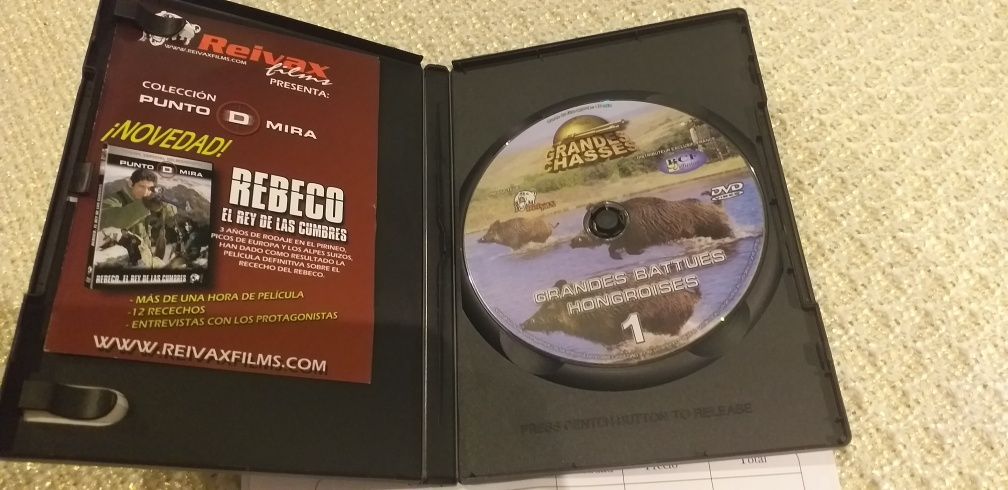 Reivax
films
WWW.REIVAXFILMS.COM
PRESENTA:
COLECCIÓN
PUNTO D MIRA
¡NOVEDAD!
PUNTO D MIRA
REBECO, EL REY DE LAS CUMBRES
REBECO
EL REY DE LAS CUMBRES
3 AÑOS DE RODAJE EN EL PIRINEO,
PICOS DE EUROPA Y LOS ALPES SUIZOS,
HAN DADO COMO RESULTADO LA
PELÍCULA DEFINITIVA SOBRE EL
RECECHO DEL REBECO.
- MÁS DE UNA HORA DE PELÍCULA
- 12 RECECHOS
- ENTREVISTAS CON LOS PROTAGONISTAS
WWW.REIVAXFILMS.COM
GRANDES
CHASSES
Reivax
DVD
VIDEO
GRANDES BATTUES
HONGROISES
1
PRESS CENTER BUTTON TO RELEASE
Precio
Total